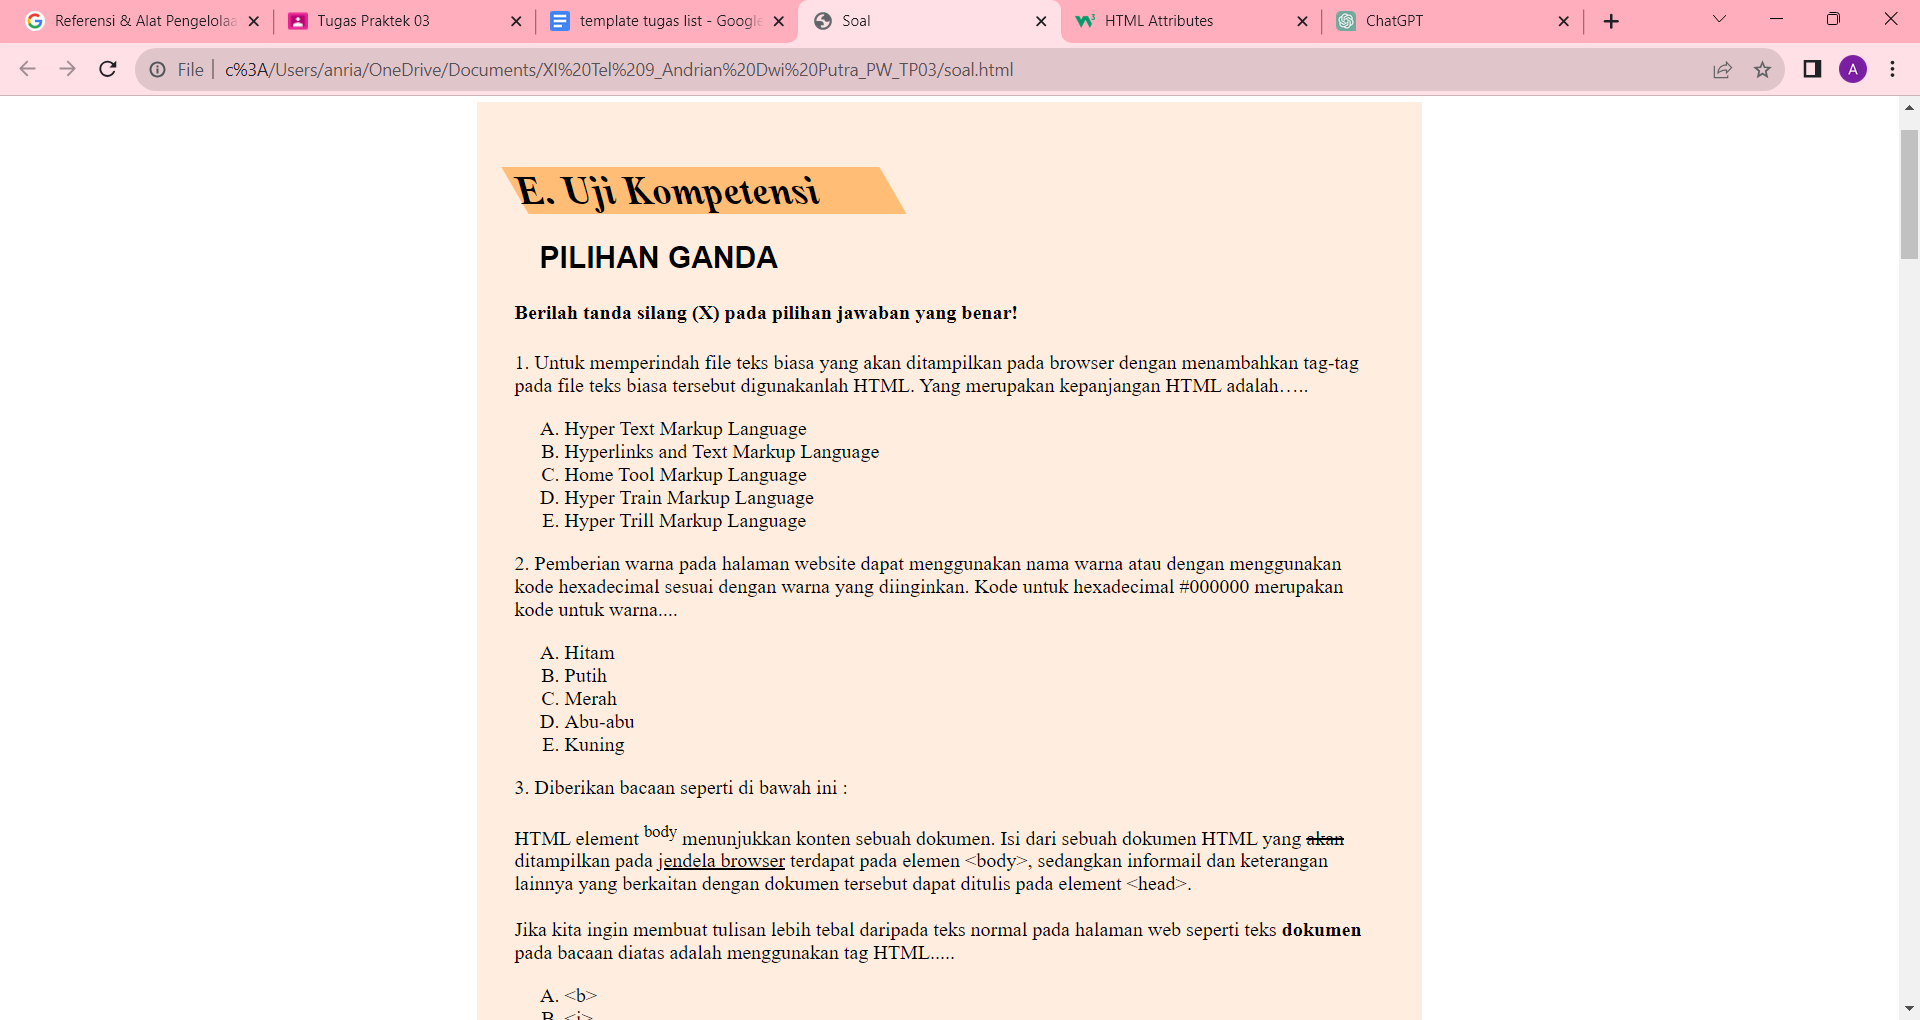 Referensi & Alat Pengelolaa
Tugas Praktek 03
template tugas list - Google
Soal
HTML Attributes
ChatGPT
File
c%3A/Users/anria/OneDrive/Documents/XI%20Tel%209_Andrian%20Dwi%20Putra_PW_TP03/soal.html
A
E. Uji Kompetensi
PILIHAN GANDA
Berilah tanda silang (X) pada pilihan jawaban yang benar!
1. Untuk memperindah file teks biasa yang akan ditampilkan pada browser dengan menambahkan tag-tag
pada file teks biasa tersebut digunakanlah HTML. Yang merupakan kepanjangan HTML adalah…..
A. Hyper Text Markup Language
B. Hyperlinks and Text Markup Language
C. Home Tool Markup Language
D. Hyper Train Markup Language
E. Hyper Trill Markup Language
2. Pemberian warna pada halaman website dapat menggunakan nama warna atau dengan menggunakan
kode hexadecimal sesuai dengan warna yang diinginkan. Kode untuk hexadecimal #000000 merupakan
kode untuk warna....
A. Hitam
B. Putih
C. Merah
D. Abu-abu
E. Kuning
3. Diberikan bacaan seperti di bawah ini :
HTML element body menunjukkan konten sebuah dokumen. Isi dari sebuah dokumen HTML yang akan
ditampilkan pada jendela browser terdapat pada elemen <body>, sedangkan informail dan keterangan
lainnya yang berkaitan dengan dokumen tersebut dapat ditulis pada element <head>.
Jika kita ingin membuat tulisan lebih tebal daripada teks normal pada halaman web seperti teks dokumen
pada bacaan diatas adalah menggunakan tag HTML.....
A. <b>
B. <i>